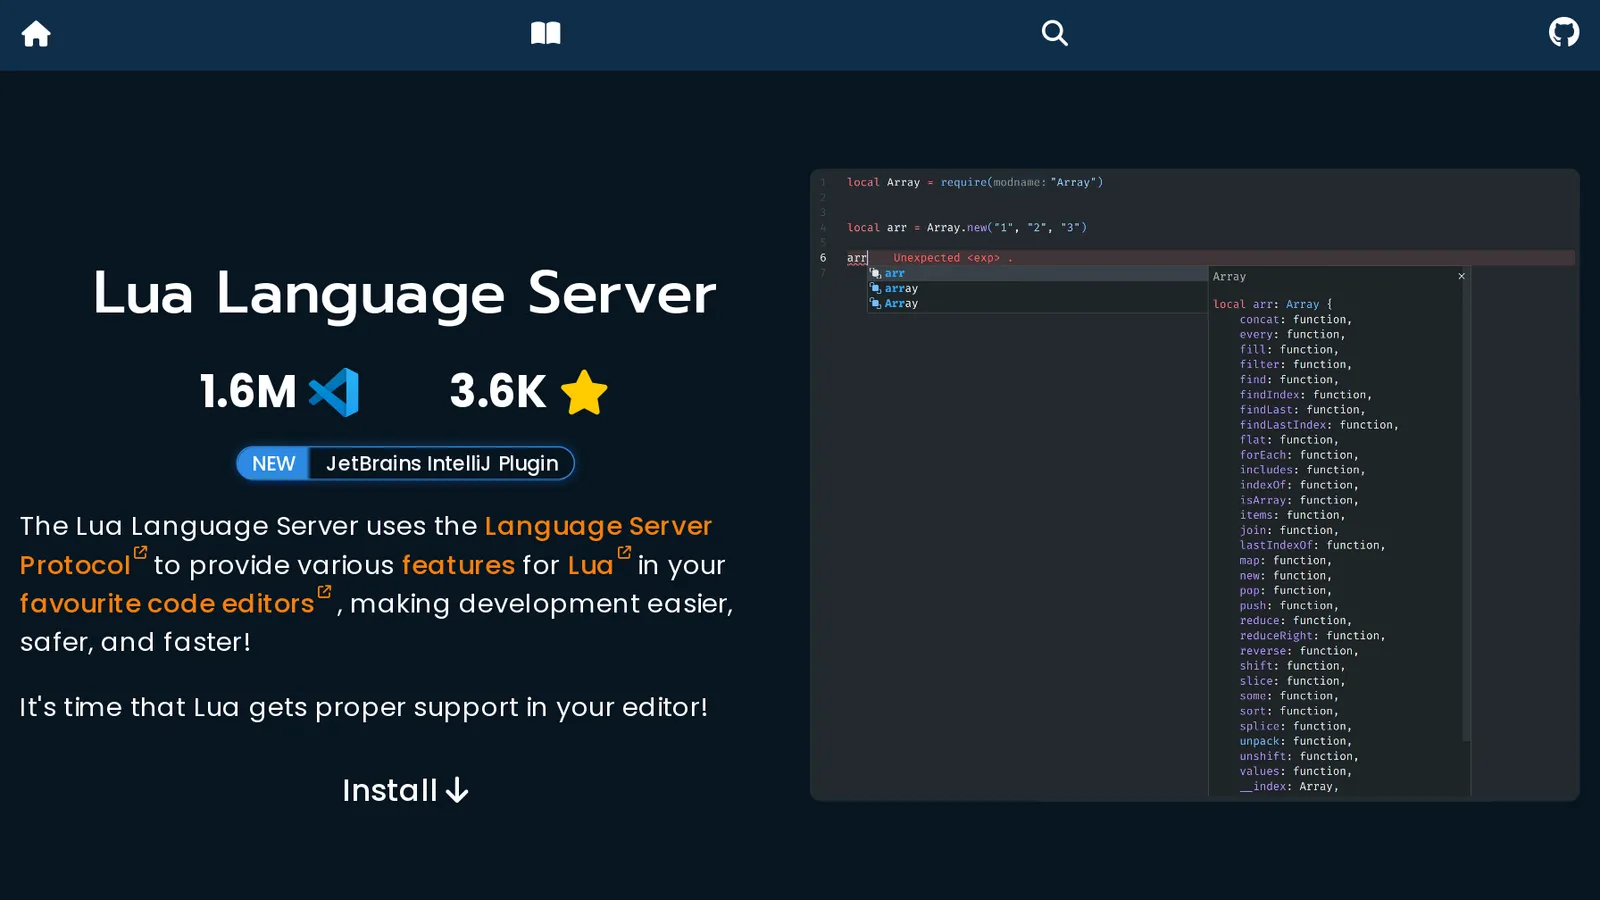 Lua Language Server
1.6M 3.6K
NEW JetBrains IntelliJ Plugin
The Lua Language Server uses the Language Server
Protocol to provide various features for Lua in your
favourite code editors , making development easier,
safer, and faster!
It's time that Lua gets proper support in your editor!
Install
1 local Array = require(modname: "Array")
2
3
4 local arr = Array.new("1", "2", "3")
5
6 arr Unexpected <exp> .
7
arr
array
Array
Array ×
local arr: Array {
concat: function,
every: function,
fill: function,
filter: function,
find: function,
findIndex: function,
findLast: function,
findLastIndex: function,
flat: function,
forEach: function,
includes: function,
indexOf: function,
isArray: function,
items: function,
join: function,
lastIndexOf: function,
map: function,
new: function,
pop: function,
push: function,
reduce: function,
reduceRight: function,
reverse: function,
shift: function,
slice: function,
some: function,
sort: function,
splice: function,
unpack: function,
unshift: function,
values: function,
__index: Array,